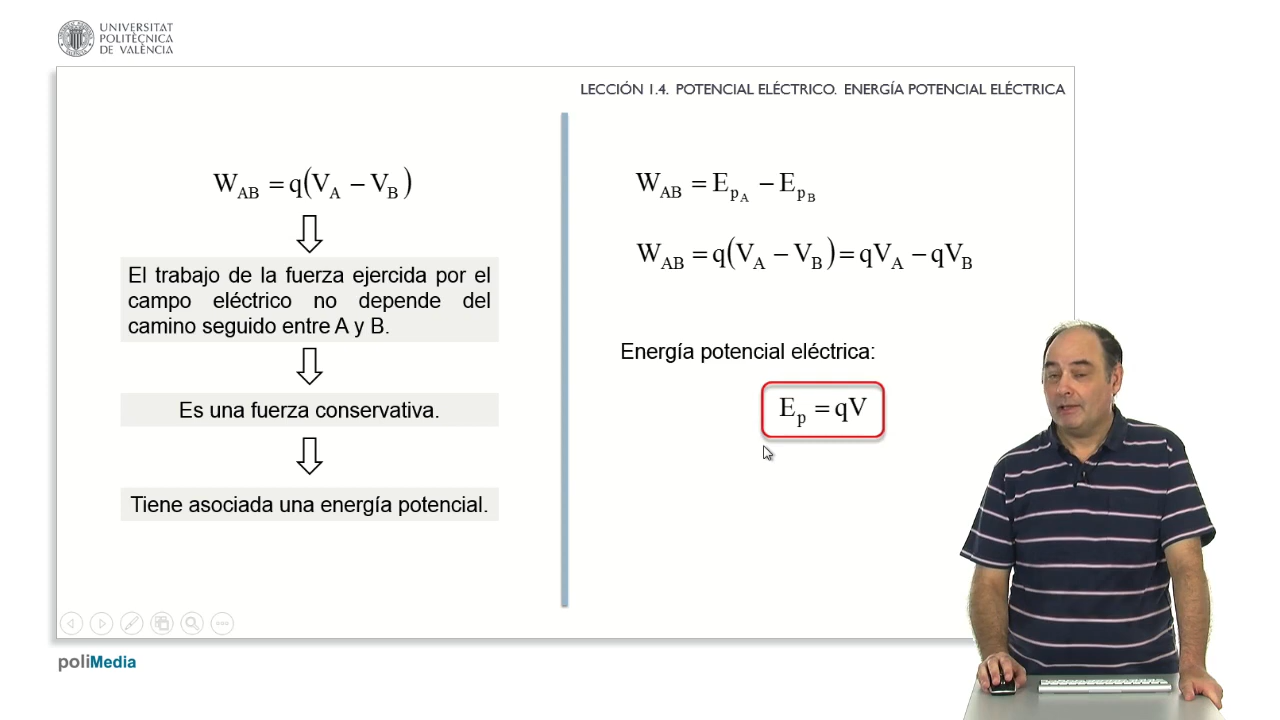 UNIVERSITAT
POLITÈCNICA
DE VALÈNCIA
LECCIÓN 1.4. POTENCIAL ELÉCTRICO. ENERGÍA POTENCIAL ELÉCTRICA
W_AB = q(V_A − V_B)
El trabajo de la fuerza ejercida por el
campo eléctrico no depende del
camino seguido entre A y B.
Es una fuerza conservativa.
Tiene asociada una energía potencial.
W_AB = E_p_A − E_p_B
W_AB = q(V_A − V_B) = qV_A − qV_B
Energía potencial eléctrica:
E_p = qV
poliMedia